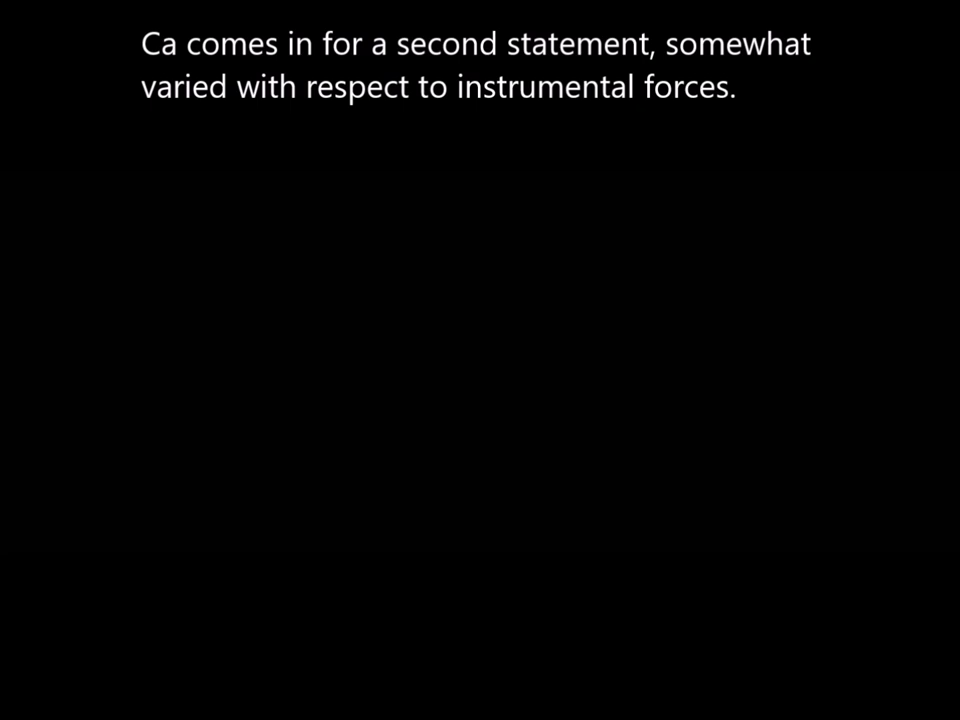 Ca comes in for a second statement, somewhat
varied with respect to instrumental forces.